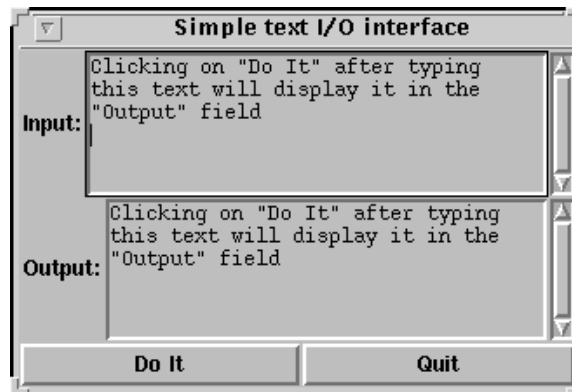 Simple text I/O interface
Input:
Clicking on "Do It" after typing
this text will display it in the
"Output" field
Output:
Clicking on "Do It" after typing
this text will display it in the
"Output" field
Do It
Quit